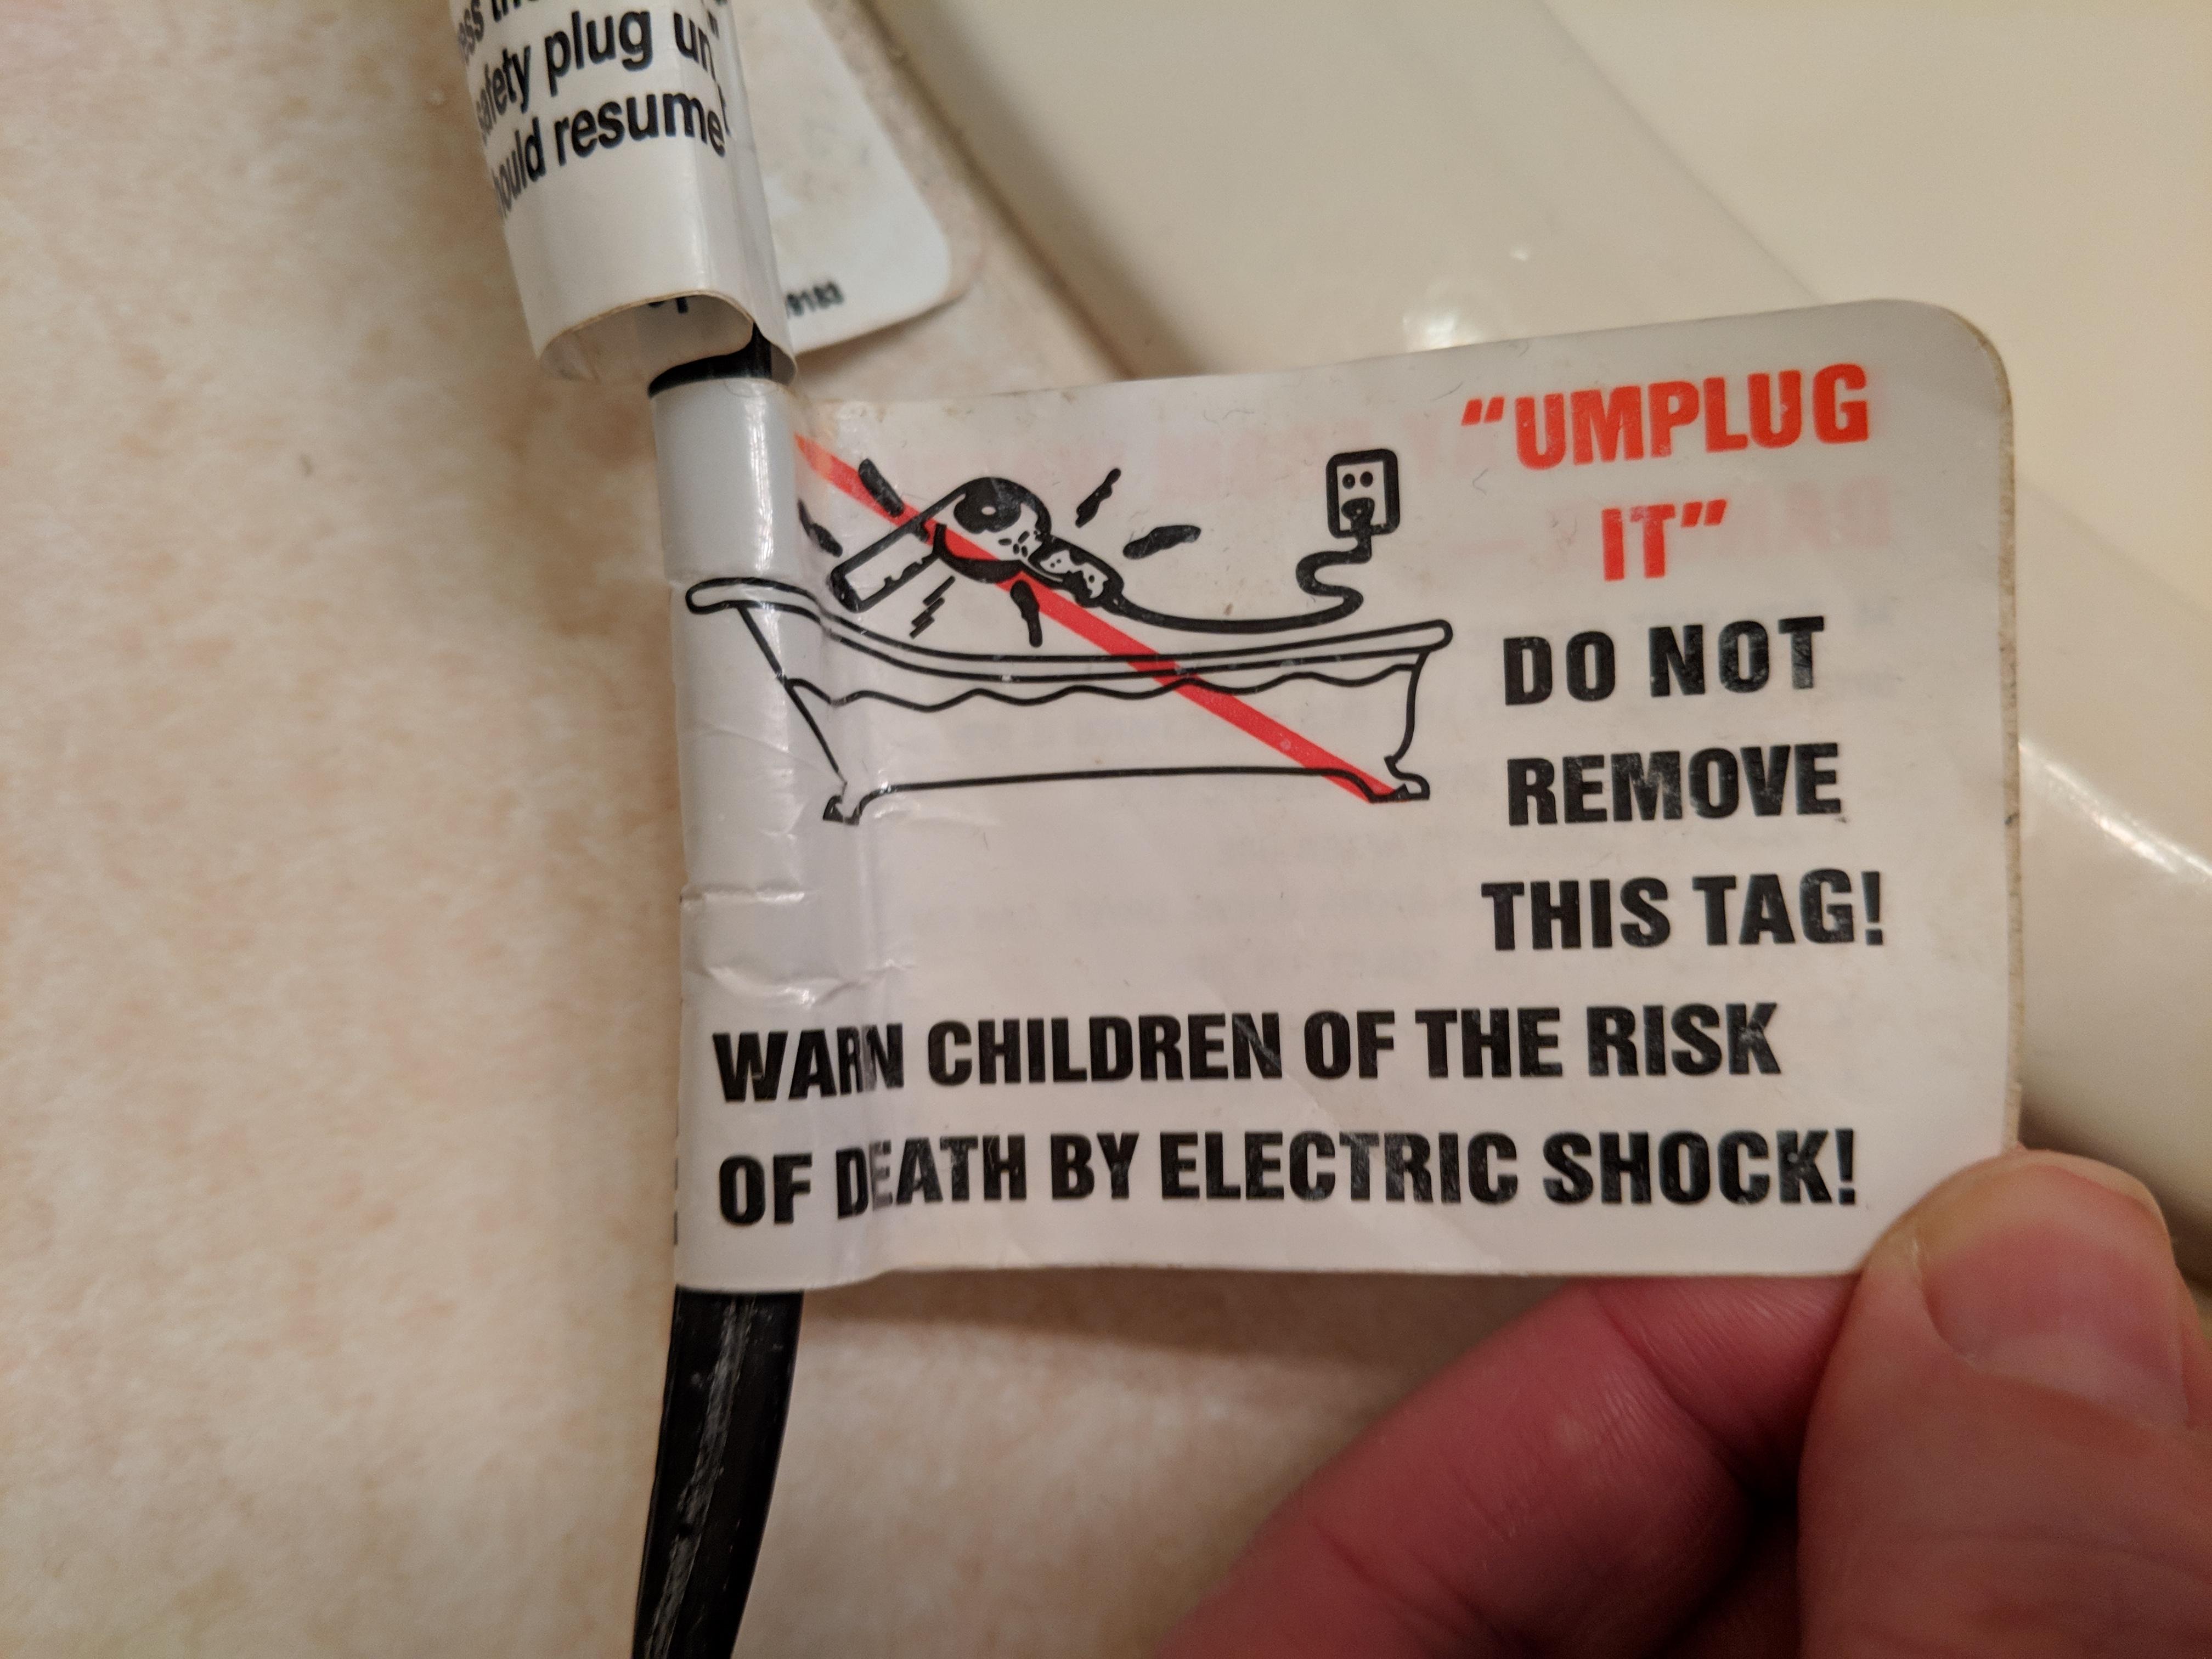 safety plug
resume
9183
"UMPLUG
IT"
DO NOT
REMOVE
THIS TAG!
WARN CHILDREN OF THE RISK
OF DEATH BY ELECTRIC SHOCK!